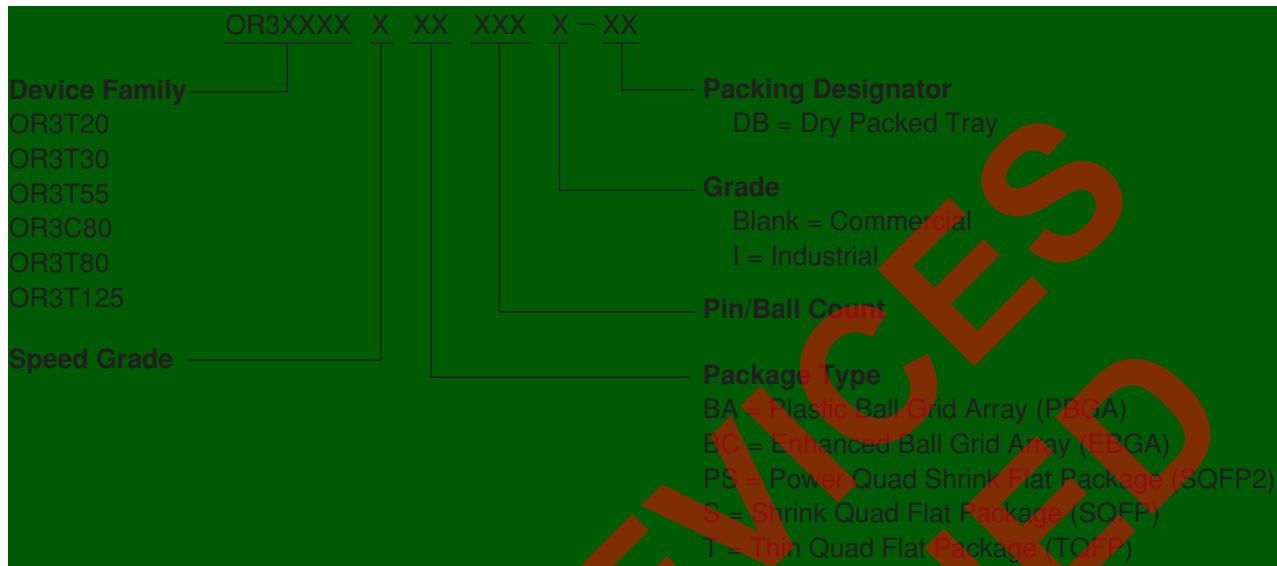 OR3XXXX X XX XXX X – XX
Device Family
OR3T20
OR3T30
OR3T55
OR3C80
OR3T80
OR3T125
Speed Grade
Packing Designator
DB = Dry Packed Tray
Grade
Blank = Commercial
I = Industrial
Pin/Ball Count
Package Type
BA = Plastic Ball Grid Array (PBGA)
BC = Enhanced Ball Grid Array (EBGA)
PS = Power Quad Shrink Flat Package (SQFP2)
S = Shrink Quad Flat Package (SQFP)
T = Thin Quad Flat Package (TQFP)
VICES
ED